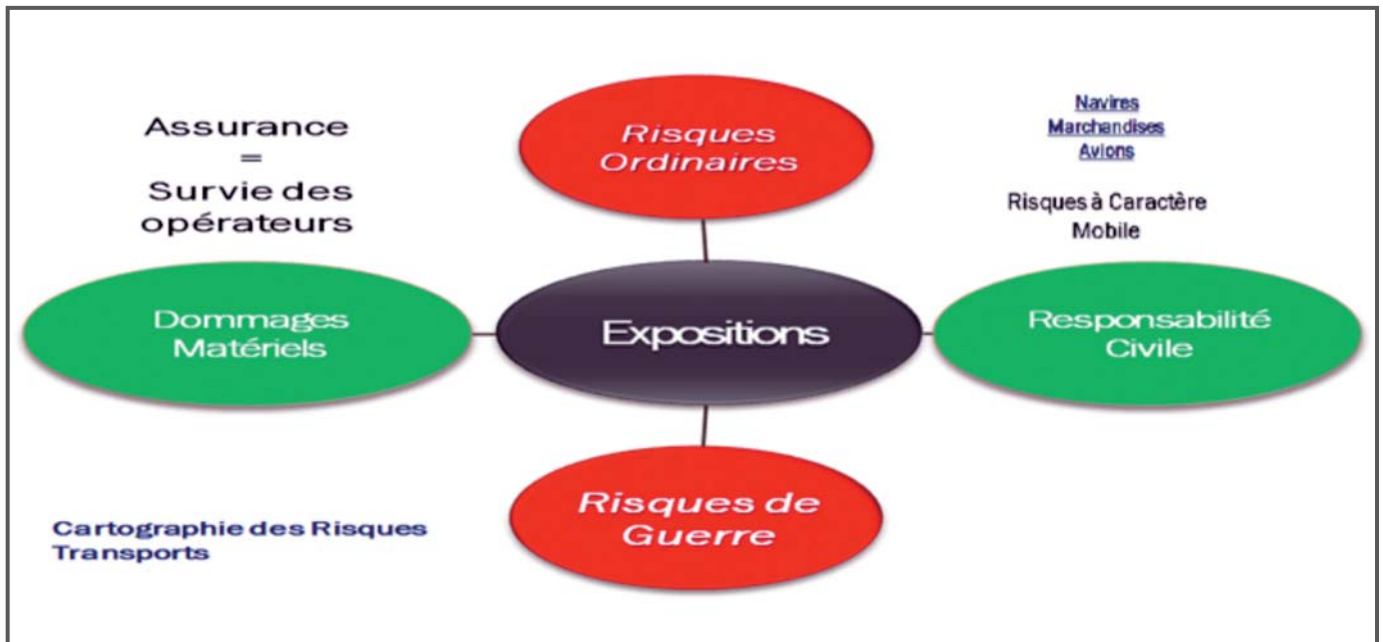 Assurance
=
Survie des
opérateurs
Risques
Ordinaires
Navires
Marchandises
Avions
Risques à Caractère
Mobile
Dommages
Matériels
Expositions
Responsabilité
Civile
Risques de
Guerre
Cartographie des Risques
Transports